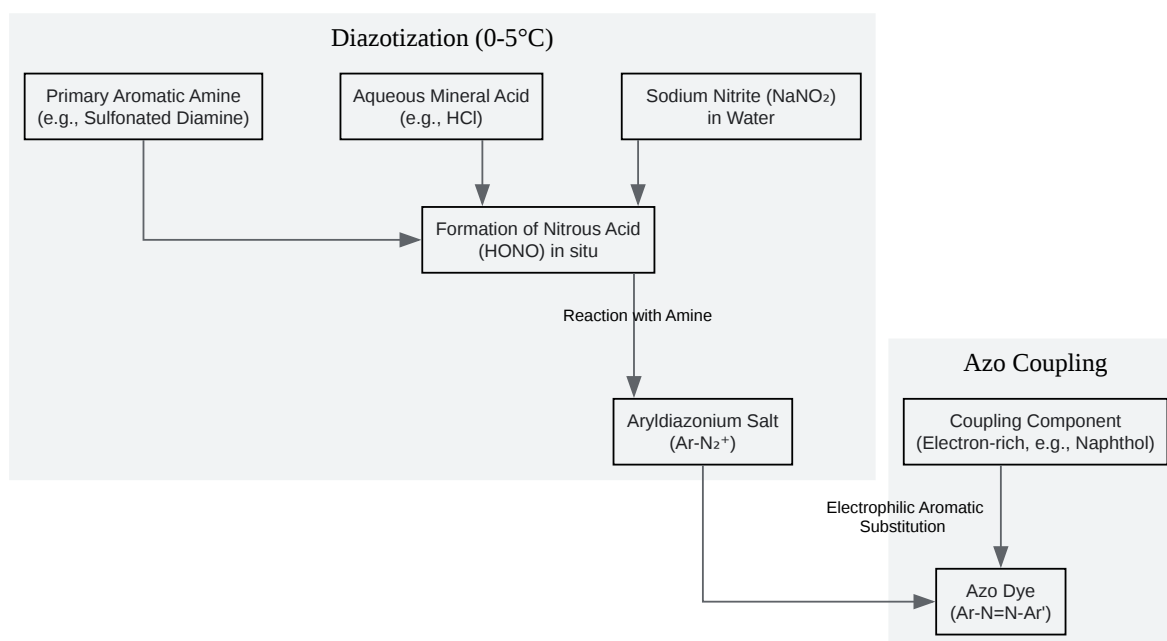 Diazotization (0-5°C)
Primary Aromatic Amine
(e.g., Sulfonated Diamine)
Aqueous Mineral Acid
(e.g., HCl)
Sodium Nitrite (NaNO₂)
in Water
Formation of Nitrous Acid
(HONO) in situ
Reaction with Amine
Aryldiazonium Salt
(Ar-N₂⁺)
Azo Coupling
Coupling Component
(Electron-rich, e.g., Naphthol)
Electrophilic Aromatic
Substitution
Azo Dye
(Ar-N=N-Ar')